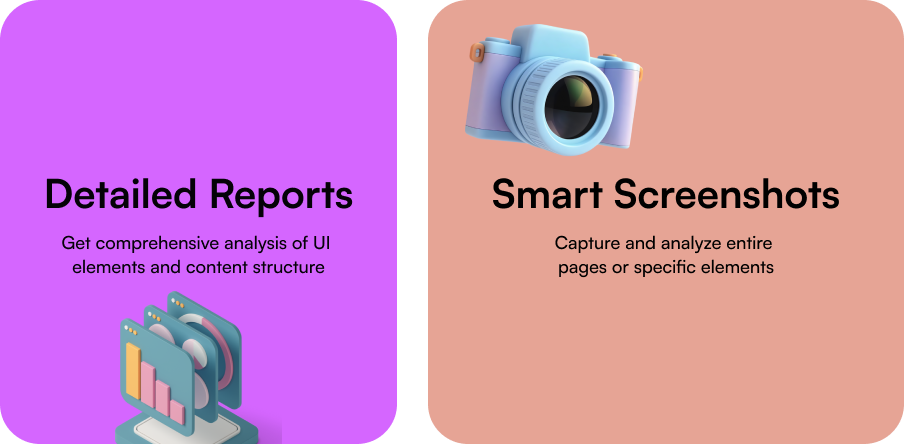 Detailed Reports
Get comprehensive analysis of UI
elements and content structure
Smart Screenshots
Capture and analyze entire
pages or specific elements